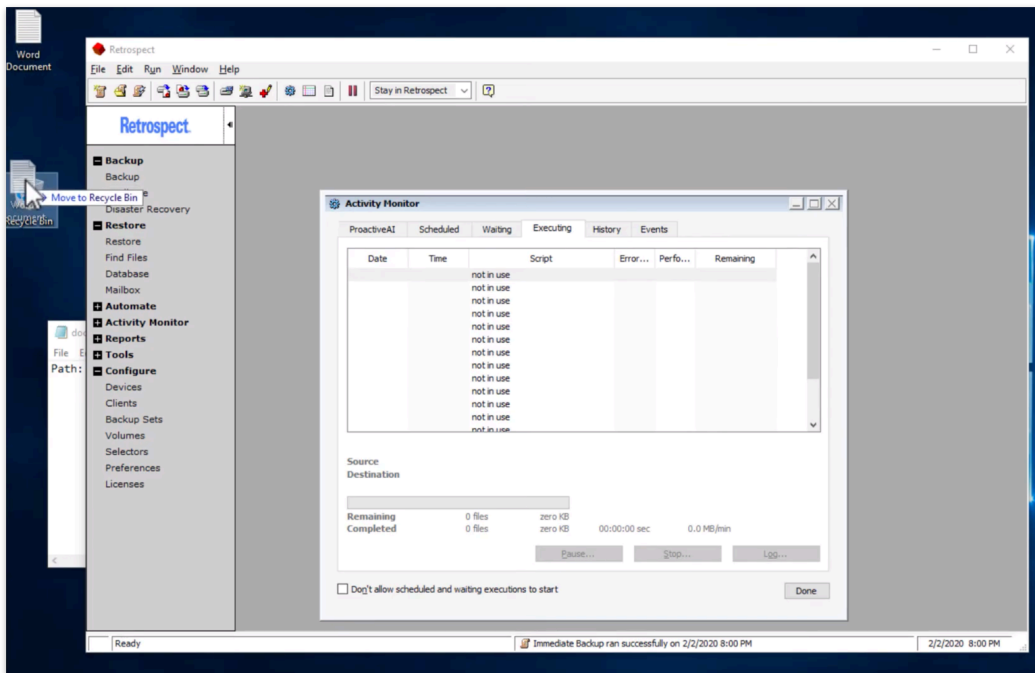 Word
Document
Retrospect
File Edit Run Window Help
Stay in Retrospect
Retrospect
Backup
Backup
Move to Recycle Bin
Disaster Recovery
Recycle Bin
Restore
Restore
Find Files
Database
Mailbox
Automate
Activity Monitor
Reports
Tools
Configure
Devices
Clients
Backup Sets
Volumes
Selectors
Preferences
Licenses
File
Path:
Activity Monitor
ProactiveAI Scheduled Waiting Executing History Events
Date Time Script Error... Perfo... Remaining
not in use
not in use
not in use
not in use
not in use
not in use
not in use
not in use
not in use
not in use
not in use
not in use
not in use
Source
Destination
Remaining 0 files zero KB
Completed 0 files zero KB 00:00:00 sec 0.0 MB/min
Pause... Stop... Log...
Don't allow scheduled and waiting executions to start Done
Ready Immediate Backup ran successfully on 2/2/2020 8:00 PM 2/2/2020 8:00 PM